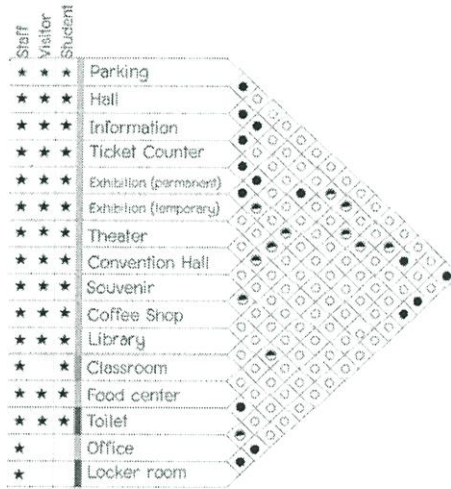 Staff Visitor Student
Parking
Hall
Information
Ticket Counter
Exhibition (permanent)
Exhibition (temporary)
Theater
Convention Hall
Souvenir
Coffee Shop
Library
Classroom
Food center
Toilet
Office
Locker room